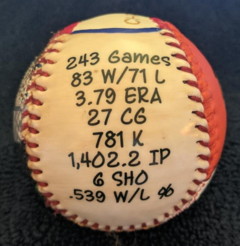 243 Games
83 W/71 L
3.79 ERA
27 CG
781 K
1,402.2 IP
6 SHO
.539 W/L %